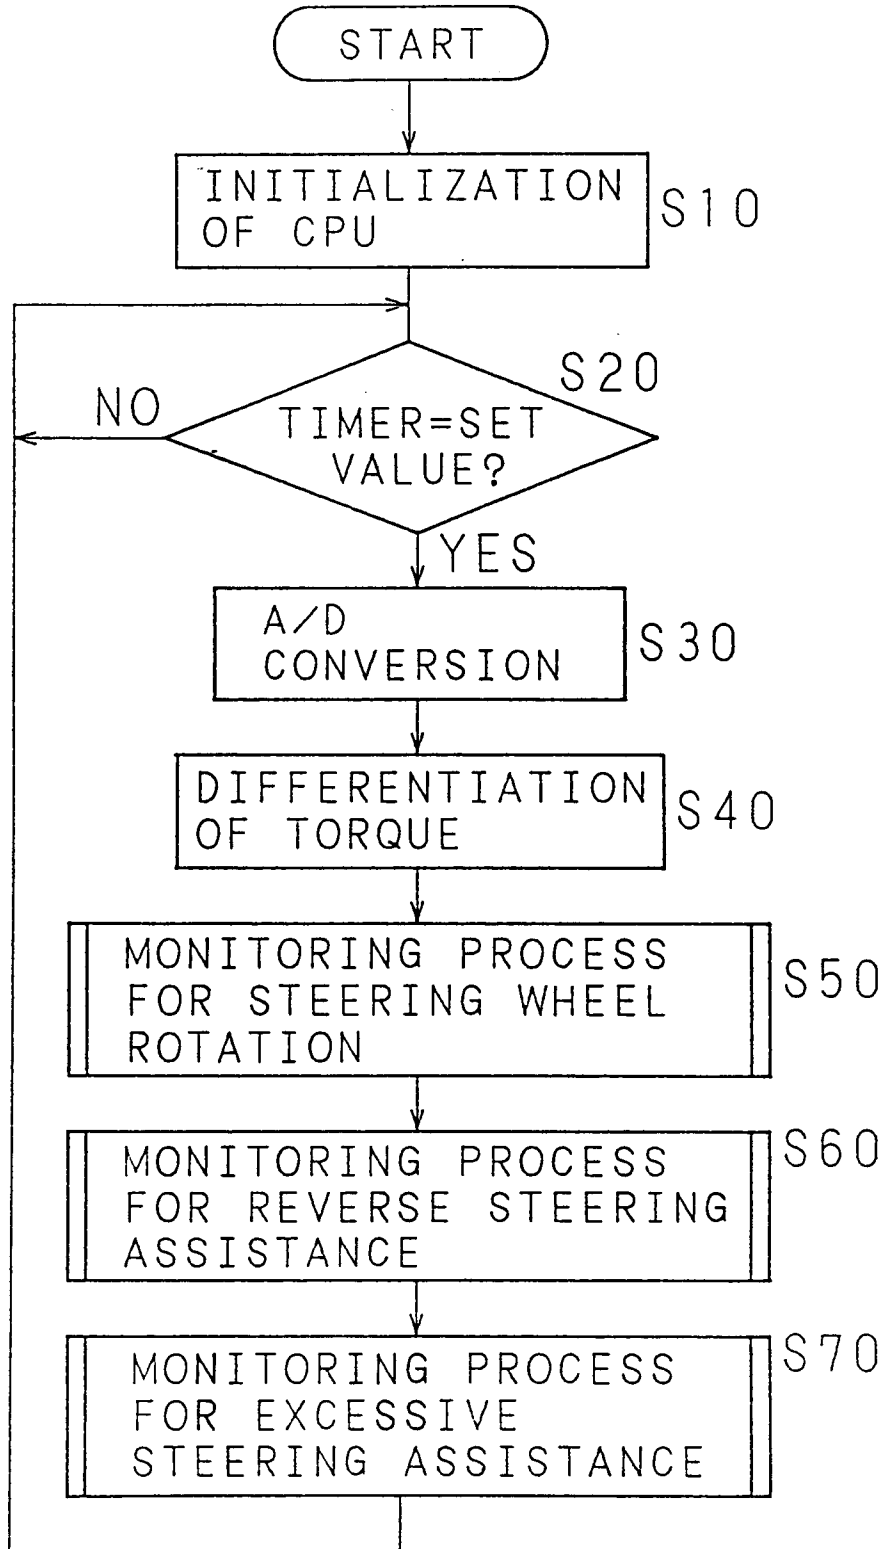 START
INITIALIZATION
OF CPU
S10
S20
NO
TIMER=SET
VALUE?
YES
A/D
CONVERSION
S30
DIFFERENTIATION
OF TORQUE
S40
MONITORING PROCESS
FOR STEERING WHEEL
ROTATION
S50
MONITORING PROCESS
FOR REVERSE STEERING
ASSISTANCE
S60
MONITORING PROCESS
FOR EXCESSIVE
STEERING ASSISTANCE
S70